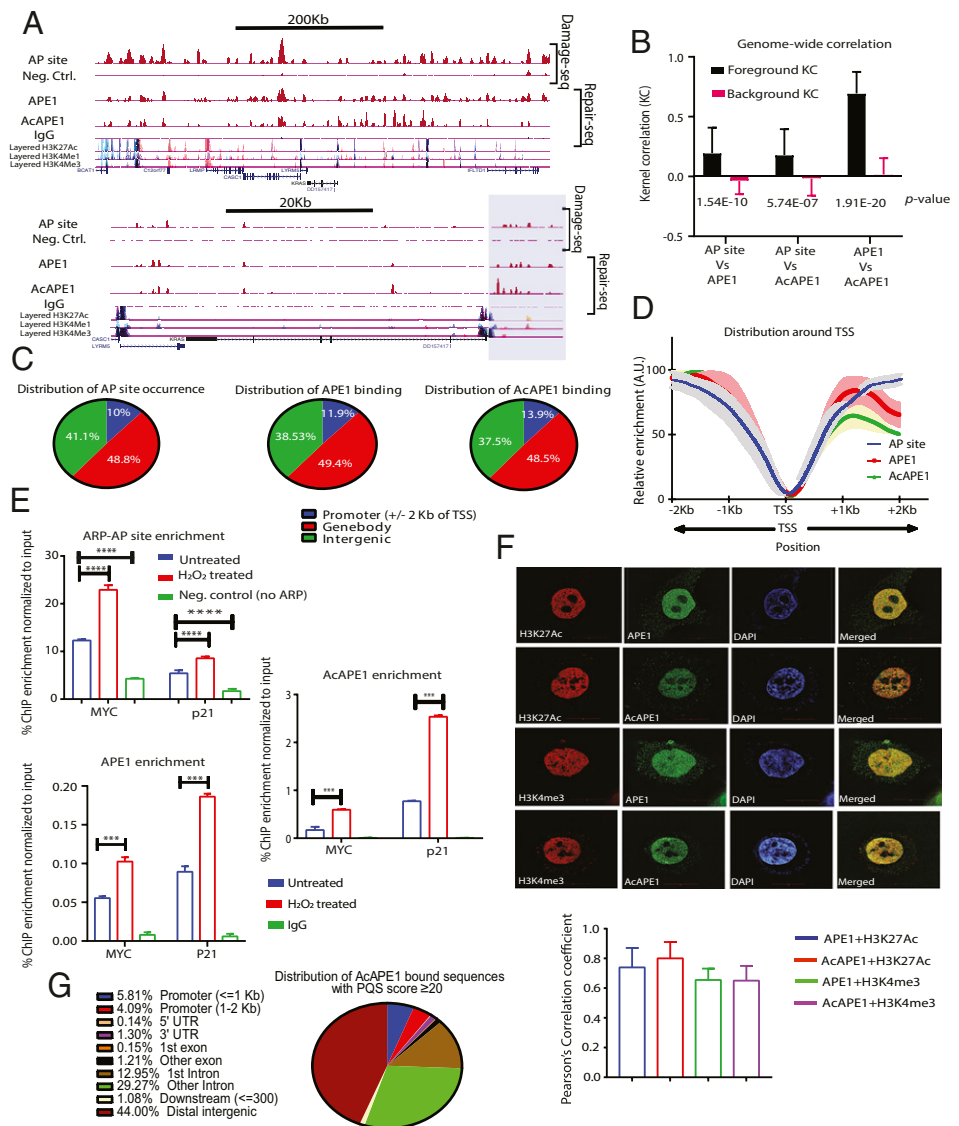 A
200Kb
AP site
Neg. Ctrl.
Damage-seq
APE1
AcAPE1
IgG
Repair-seq
Layered H3K27Ac
Layered H3K4Me1
Layered H3K4Me3
BCAT1
LRMP
CASC1
LYRM5
KRAS
DD157417
IFLTD1
20Kb
AP site
Neg. Ctrl.
Damage-seq
APE1
AcAPE1
IgG
Repair-seq
Layered H3K27Ac
Layered H3K4Me1
Layered H3K4Me3
CASC1
KRAS
DD157417
LYRM5
B
Genome-wide correlation
Foreground KC
Background KC
Kernel correlation (KC)
1.0
0.5
0.0
-0.5
1.54E-10
5.74E-07
1.91E-20
p-value
AP site Vs APE1
AP site Vs AcAPE1
APE1 Vs AcAPE1
C
Distribution of AP site occurrence
10%
41.1%
48.8%
Distribution of APE1 binding
11.9%
38.53%
49.4%
Distribution of AcAPE1 binding
13.9%
37.5%
48.5%
Promoter (+/- 2 Kb of TSS)
Genebody
Intergenic
D
Distribution around TSS
Relative enrichment (A.U.)
100
50
0
AP site
APE1
AcAPE1
-2Kb
-1Kb
TSS
+1Kb
+2Kb
TSS
Position
E
ARP-AP site enrichment
% ChIP enrichment normalized to input
30
20
10
0
****
****
****
****
Untreated
H₂O₂ treated
Neg. control (no ARP)
MYC
p21
APE1 enrichment
% ChIP enrichment normalized to input
0.20
0.15
0.10
0.05
0.00
***
***
MYC
P21
AcAPE1 enrichment
% ChIP enrichment normalized to input
3
2
1
0
***
***
MYC
p21
Untreated
H₂O₂ treated
IgG
F
H3K27Ac
APE1
DAPI
Merged
H3K27Ac
AcAPE1
DAPI
Merged
H3K4me3
APE1
DAPI
Merged
H3K4me3
AcAPE1
DAPI
Merged
Pearson's Correlation coefficient
1.0
0.8
0.6
0.4
0.2
0.0
APE1+H3K27Ac
AcAPE1+H3K27Ac
APE1+H3K4me3
AcAPE1+H3K4me3
G
Distribution of AcAPE1 bound sequences
with PQS score ≥20
5.81% Promoter (<=1 Kb)
4.09% Promoter (1-2 Kb)
0.14% 5' UTR
1.30% 3' UTR
0.15% 1st exon
1.21% Other exon
12.95% 1st Intron
29.27% Other Intron
1.08% Downstream (<=300)
44.00% Distal intergenic